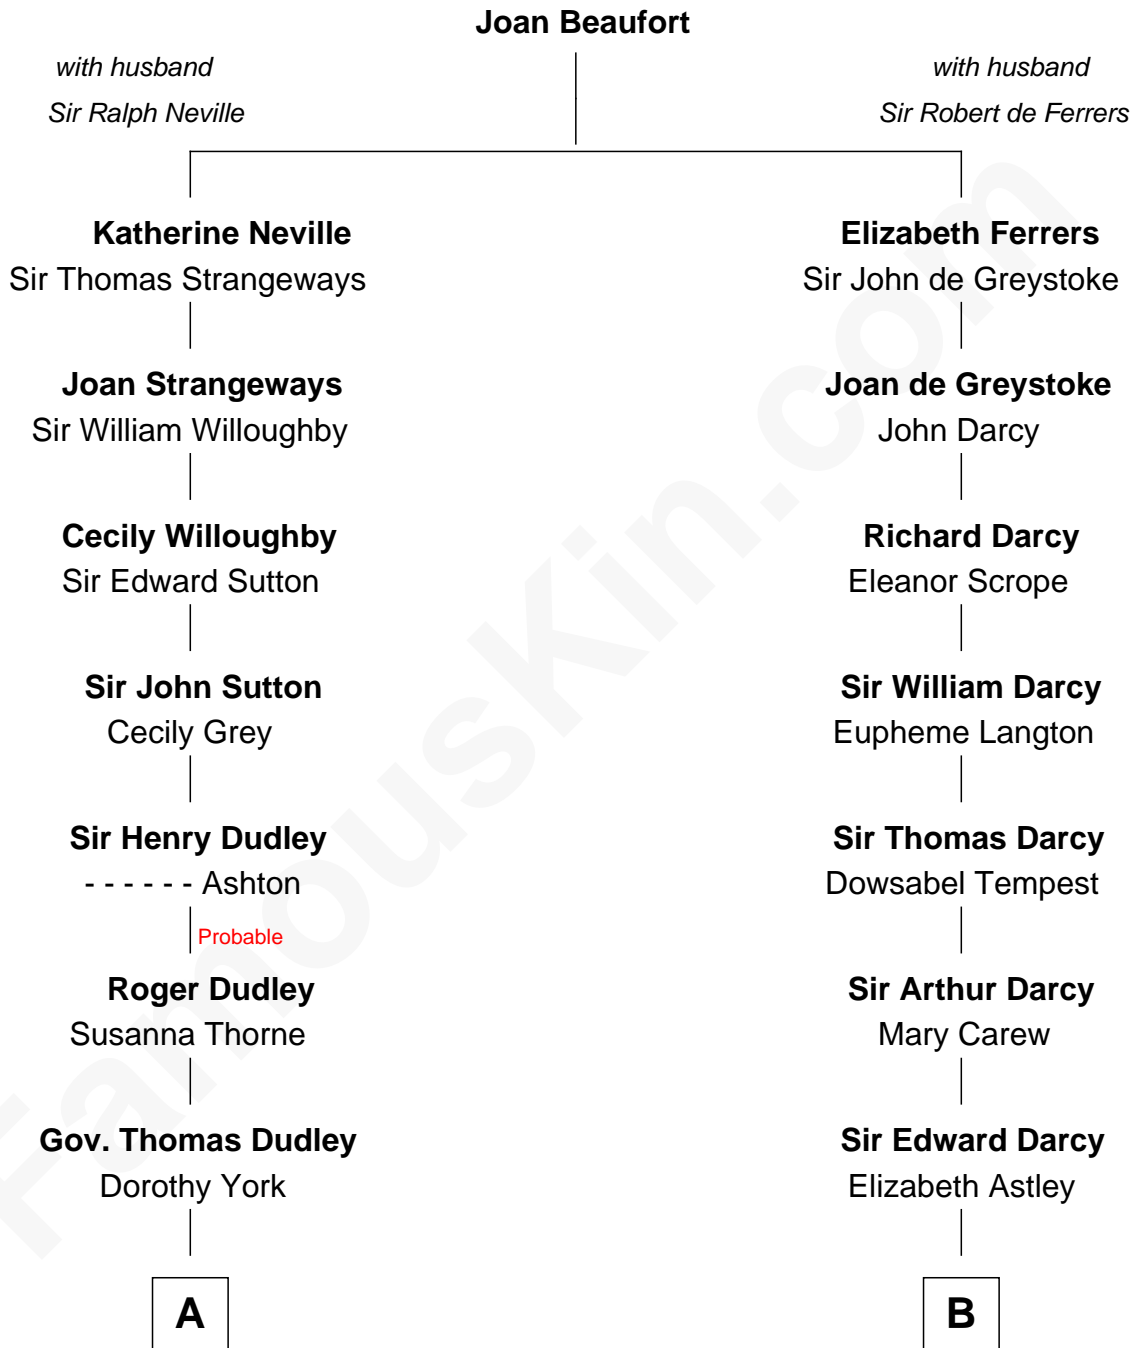 Joan Beaufort
with husband
Sir Ralph Neville
with husband
Sir Robert de Ferrers
Katherine Neville
Sir Thomas Strangeways
Elizabeth Ferrers
Sir John de Greystoke
Joan Strangeways
Sir William Willoughby
Joan de Greystoke
John Darcy
Cecily Willoughby
Sir Edward Sutton
Richard Darcy
Eleanor Scrope
Sir John Sutton
Cecily Grey
Sir William Darcy
Eupheme Langton
Sir Henry Dudley
- - - - - - Ashton
Probable
Sir Thomas Darcy
Dowsabel Tempest
Roger Dudley
Susanna Thorne
Sir Arthur Darcy
Mary Carew
Gov. Thomas Dudley
Dorothy York
Sir Edward Darcy
Elizabeth Astley
A
B
FamousKin.com